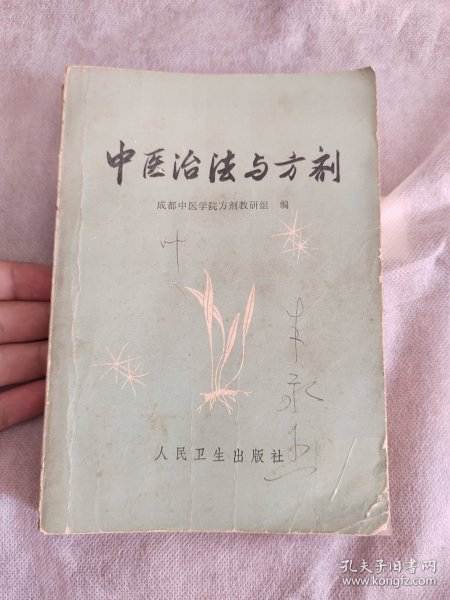 中医治法与方剂
成都中医学院方剂教研组 编
叶
人民卫生出版社
孔夫子旧书网
www.kongfz.com